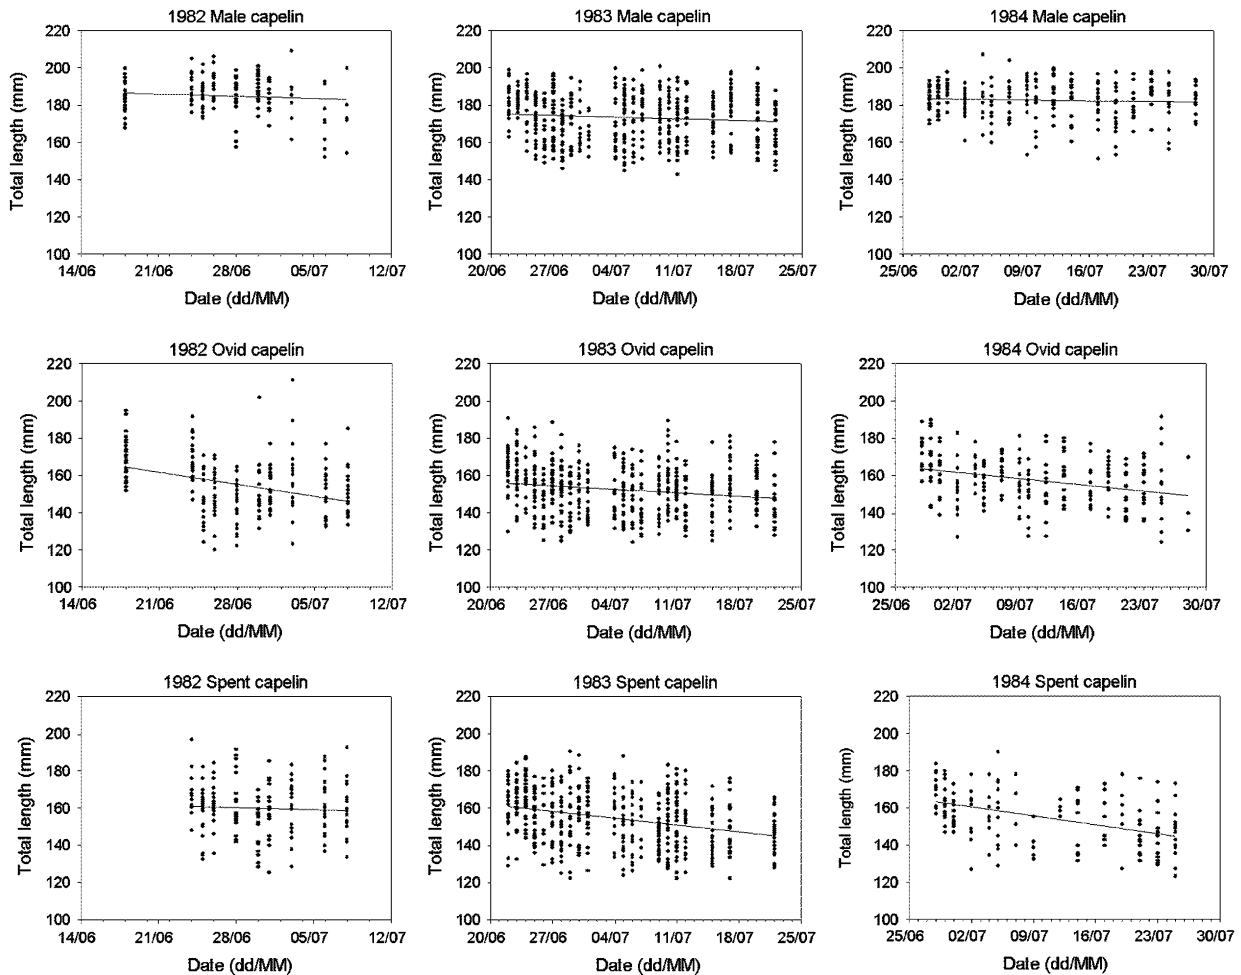 1982 Male capelin
1983 Male capelin
1984 Male capelin
220
200
180
160
140
120
100
Total length (mm)
14/06 21/06 28/06 05/07 12/07
Date (dd/MM)
220
200
180
160
140
120
100
Total length (mm)
20/06 27/06 04/07 11/07 18/07 25/07
Date (dd/MM)
220
200
180
160
140
120
100
Total length (mm)
25/06 02/07 09/07 16/07 23/07 30/07
Date (dd/MM)
1982 Ovid capelin
1983 Ovid capelin
1984 Ovid capelin
220
200
180
160
140
120
100
Total length (mm)
14/06 21/06 28/06 05/07 12/07
Date (dd/MM)
220
200
180
160
140
120
100
Total length (mm)
20/06 27/06 04/07 11/07 18/07 25/07
Date (dd/MM)
220
200
180
160
140
120
100
Total length (mm)
25/06 02/07 09/07 16/07 23/07 30/07
Date (dd/MM)
1982 Spent capelin
1983 Spent capelin
1984 Spent capelin
220
200
180
160
140
120
100
Total length (mm)
14/06 21/06 28/06 05/07 12/07
Date (dd/MM)
220
200
180
160
140
120
100
Total length (mm)
20/06 27/06 04/07 11/07 18/07 25/07
Date (dd/MM)
220
200
180
160
140
120
100
Total length (mm)
25/06 02/07 09/07 16/07 23/07 30/07
Date (dd/MM)